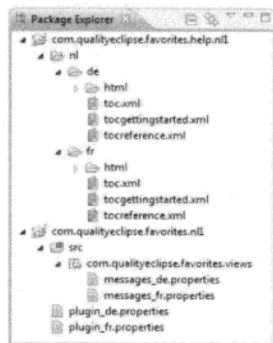 Package Explorer
com.qualityeclipse.favorites.help.nl1
nl
de
html
toc.xml
tocgettingstarted.xml
tocreference.xml
fr
html
toc.xml
tocgettingstarted.xml
tocreference.xml
com.qualityeclipse.favorites.nl1
src
com.qualityeclipse.favorites.views
messages_de.properties
messages_fr.properties
plugin_de.properties
plugin_fr.properties